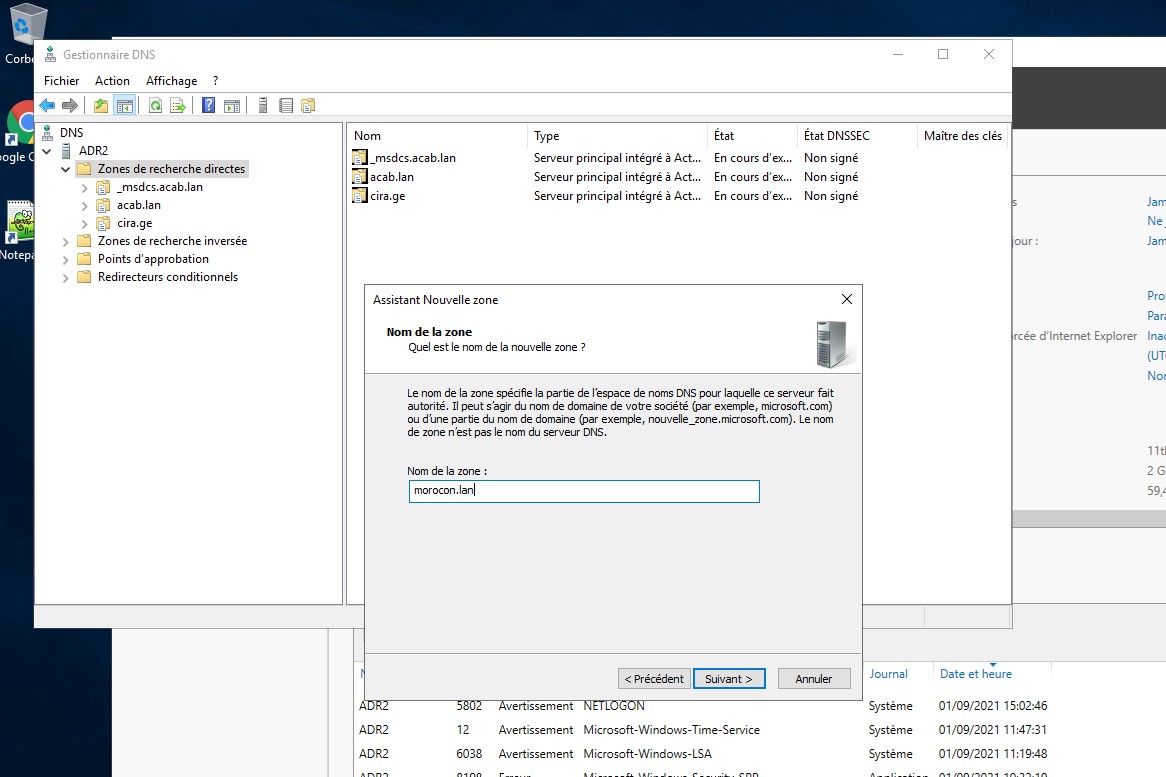 Corbe
Gestionnaire DNS
Fichier Action Affichage ?
DNS
ADR2
Zones de recherche directes
_msdcs.acab.lan
acab.lan
cira.ge
Zones de recherche inversée
Points d'approbation
Redirecteurs conditionnels
Nom Type État État DNSSEC Maître des clés
_msdcs.acab.lan Serveur principal intégré à Act... En cours d'ex... Non signé
acab.lan Serveur principal intégré à Act... En cours d'ex... Non signé
cira.ge Serveur principal intégré à Act... En cours d'ex... Non signé
ogle C
Notepa
Assistant Nouvelle zone
Nom de la zone
Quel est le nom de la nouvelle zone ?
Le nom de la zone spécifie la partie de l'espace de noms DNS pour laquelle ce serveur fait
autorité. Il peut s'agir du nom de domaine de votre société (par exemple, microsoft.com)
ou d'une partie du nom de domaine (par exemple, nouvelle_zone.microsoft.com). Le nom
de zone n'est pas le nom du serveur DNS.
Nom de la zone :
morocon.lan
< Précédent Suivant > Annuler
s Jam
Ne
jour : Jam
Pro
Para
rcée d'Internet Explorer Inac
(UT
Non
11th
2 G
59,4
Journal Date et heure
ADR2 5802 Avertissement NETLOGON Système 01/09/2021 15:02:46
ADR2 12 Avertissement Microsoft-Windows-Time-Service Système 01/09/2021 11:47:31
ADR2 6038 Avertissement Microsoft-Windows-LSA Système 01/09/2021 11:19:48
ADR2 8198 Erreur Microsoft-Windows-Security-SPP Application